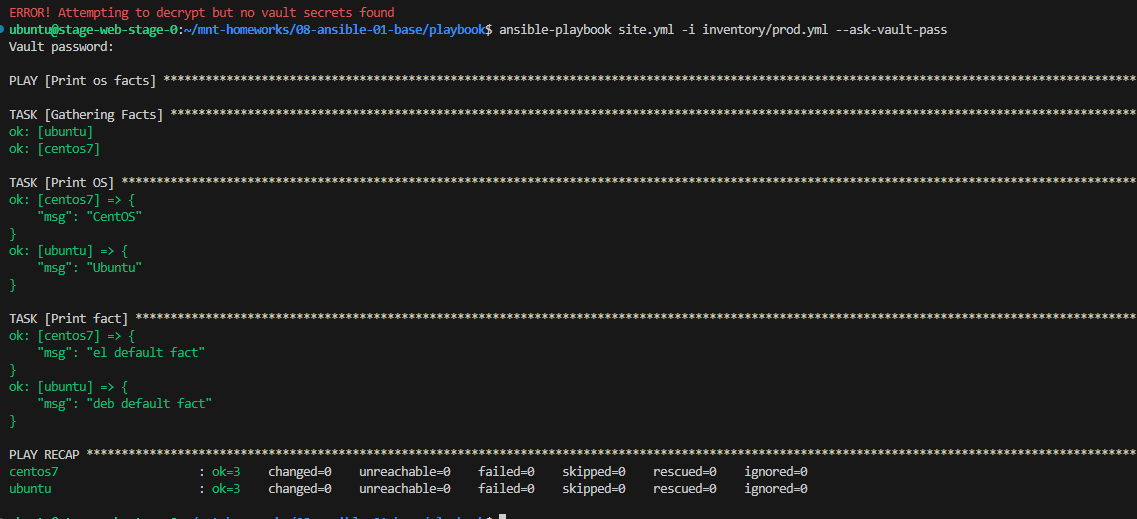 ERROR! Attempting to decrypt but no vault secrets found
ubuntu@stage-web-stage-0:~/mnt-homeworks/08-ansible-01-base/playbook$ ansible-playbook site.yml -i inventory/prod.yml --ask-vault-pass
Vault password:
PLAY [Print os facts] ********************************************************************************************************************************************
TASK [Gathering Facts] *******************************************************************************************************************************************
ok: [ubuntu]
ok: [centos7]
TASK [Print OS] **************************************************************************************************************************************************
ok: [centos7] => {
    "msg": "CentOS"
}
ok: [ubuntu] => {
    "msg": "Ubuntu"
}
TASK [Print fact] ************************************************************************************************************************************************
ok: [centos7] => {
    "msg": "el default fact"
}
ok: [ubuntu] => {
    "msg": "deb default fact"
}
PLAY RECAP *******************************************************************************************************************************************************
centos7                    : ok=3    changed=0    unreachable=0    failed=0    skipped=0    rescued=0    ignored=0
ubuntu                     : ok=3    changed=0    unreachable=0    failed=0    skipped=0    rescued=0    ignored=0